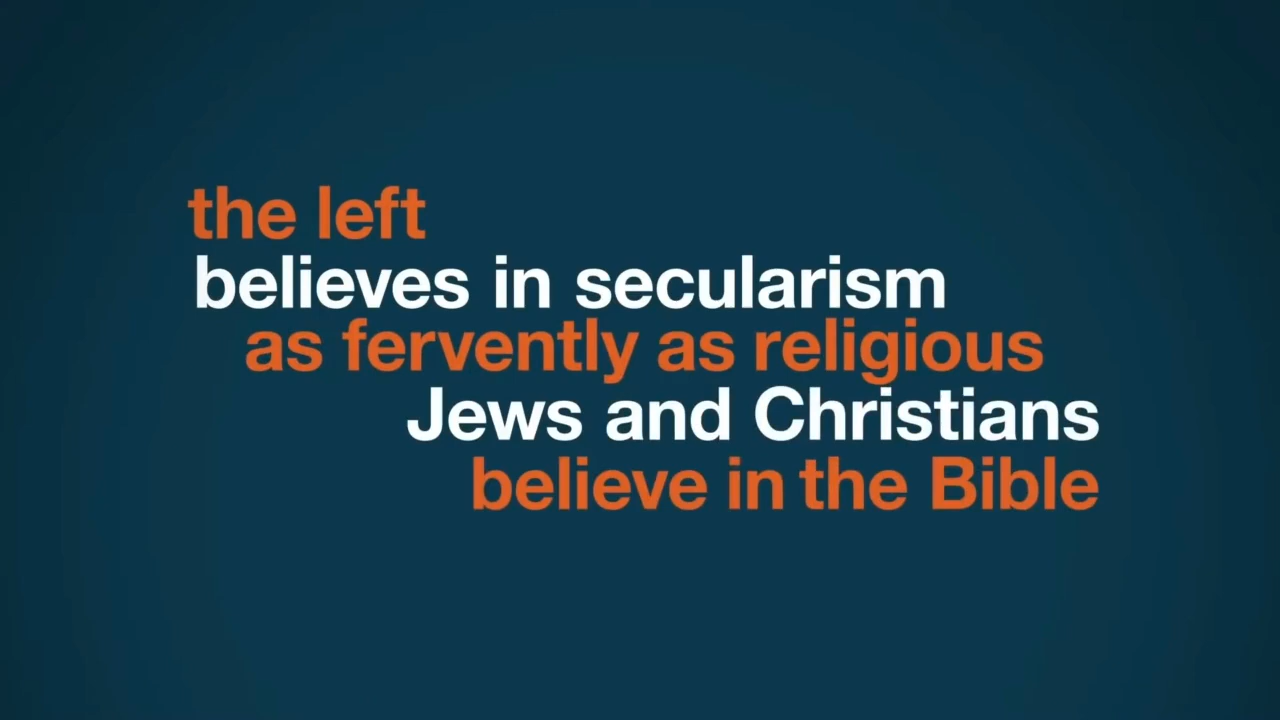 the left
believes in secularism
as fervently as religious
Jews and Christians
believe in the Bible